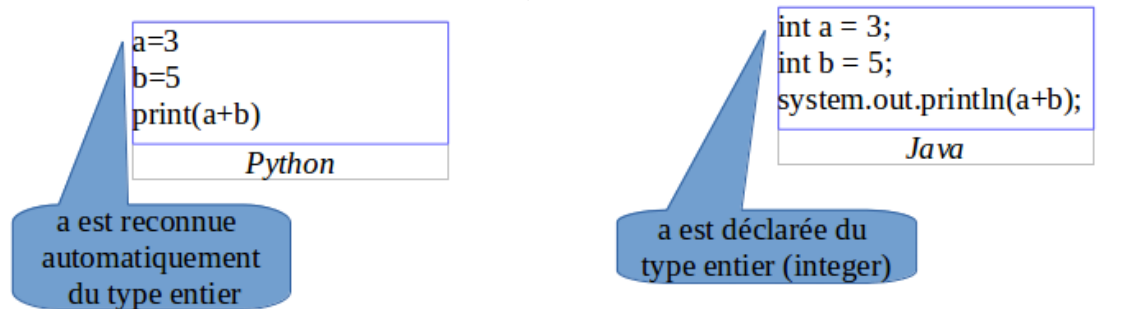 a=3
b=5
print(a+b)
Python
a est reconnue
automatiquement
du type entier
int a = 3;
int b = 5;
system.out.println(a+b);
Java
a est déclarée du
type entier (integer)